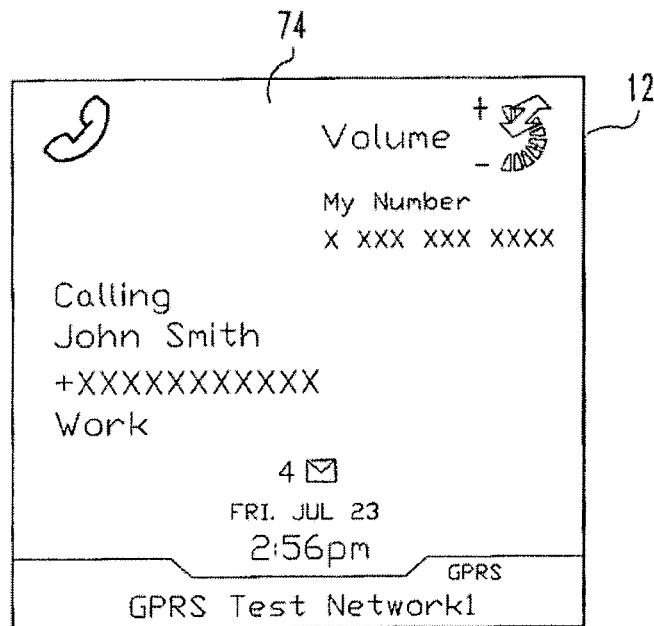 74
12
+
Volume
-
My Number
X XXX XXX XXXX
Calling
John Smith
+XXXXXXXXXXX
Work
4
FRI. JUL 23
2:56pm
GPRS
GPRS Test Network1